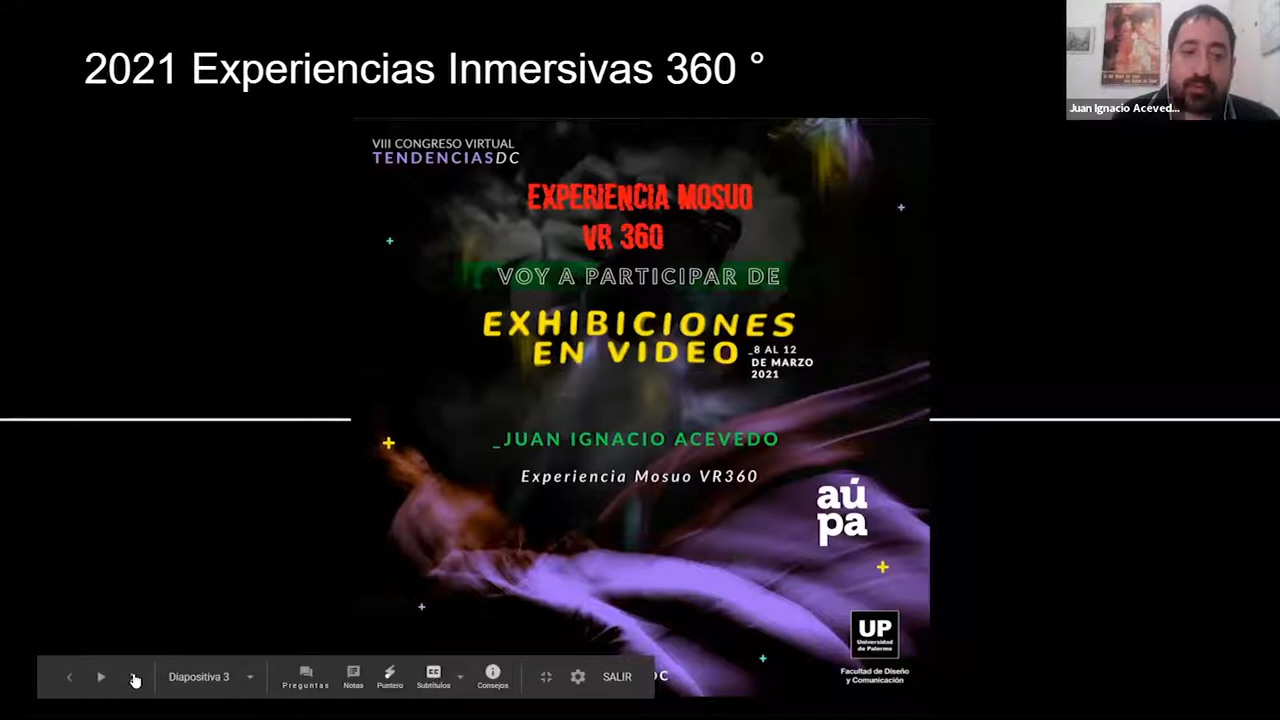 2021 Experiencias Inmersivas 360 °
Juan Ignacio Aceved...
VIII CONGRESO VIRTUAL
TENDENCIASDC
EXPERIENCIA MOSUO
VR 360
VOY A PARTICIPAR DE
EXHIBICIONES
EN VIDEO
_8 AL 12
DE MARZO
2021
_JUAN IGNACIO ACEVEDO
Experiencia Mosuo VR360
aú
pa
UP
Universidad
de Palermo
Facultad de Diseño
y Comunicación
DC
Diapositiva 3
Preguntas
Notas
Puntero
Subtítulos
Consejos
SALIR